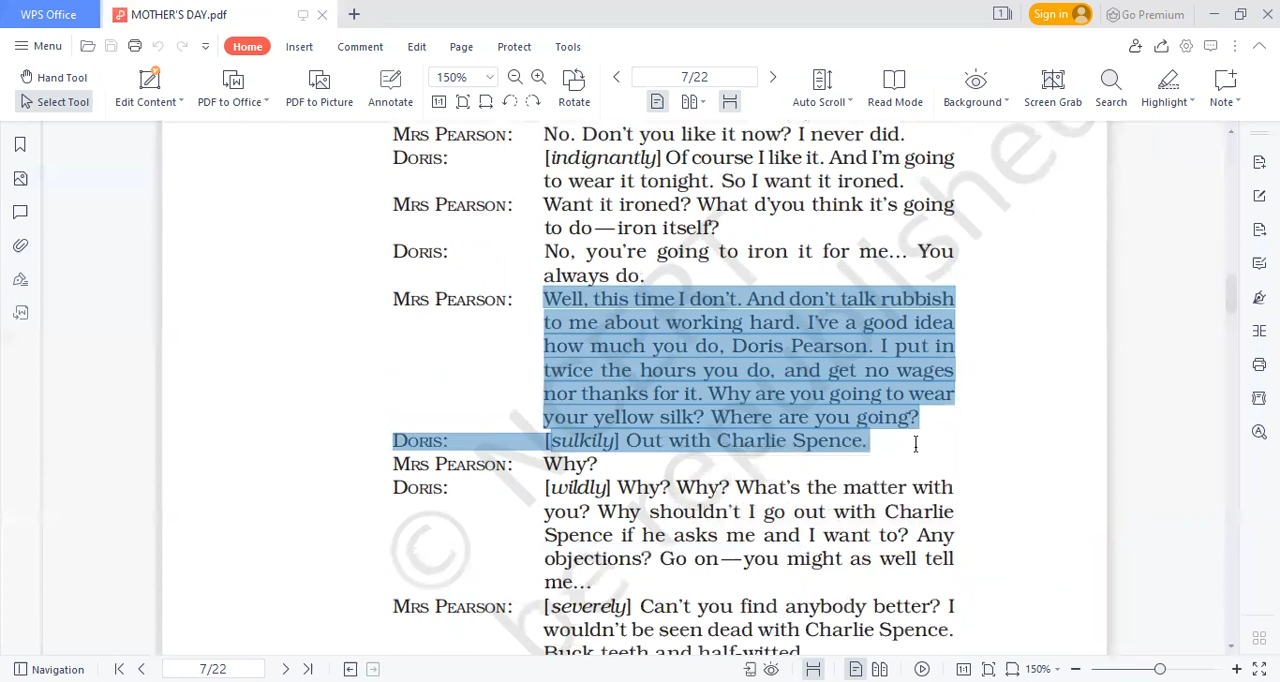 WPS Office
MOTHER'S DAY.pdf
Sign in
Go Premium
Menu
Home
Insert
Comment
Edit
Page
Protect
Tools
Hand Tool
Select Tool
Edit Content
PDF to Office
PDF to Picture
Annotate
150%
Rotate
7/22
Auto Scroll
Read Mode
Background
Screen Grab
Search
Highlight
Note
MRS PEARSON: No. Don't you like it now? I never did.
DORIS: [indignantly] Of course I like it. And I'm going
to wear it tonight. So I want it ironed.
MRS PEARSON: Want it ironed? What d'you think it's going
to do—iron itself?
DORIS: No, you're going to iron it for me... You
always do.
MRS PEARSON: Well, this time I don't. And don't talk rubbish
to me about working hard. I've a good idea
how much you do, Doris Pearson. I put in
twice the hours you do, and get no wages
nor thanks for it. Why are you going to wear
your yellow silk? Where are you going?
DORIS: [sulkily] Out with Charlie Spence.
MRS PEARSON: Why?
DORIS: [wildly] Why? Why? What's the matter with
you? Why shouldn't I go out with Charlie
Spence if he asks me and I want to? Any
objections? Go on—you might as well tell
me...
MRS PEARSON: [severely] Can't you find anybody better? I
wouldn't be seen dead with Charlie Spence.
Buck teeth and half-witted
© NCERT
be republished
Navigation
7/22
150%